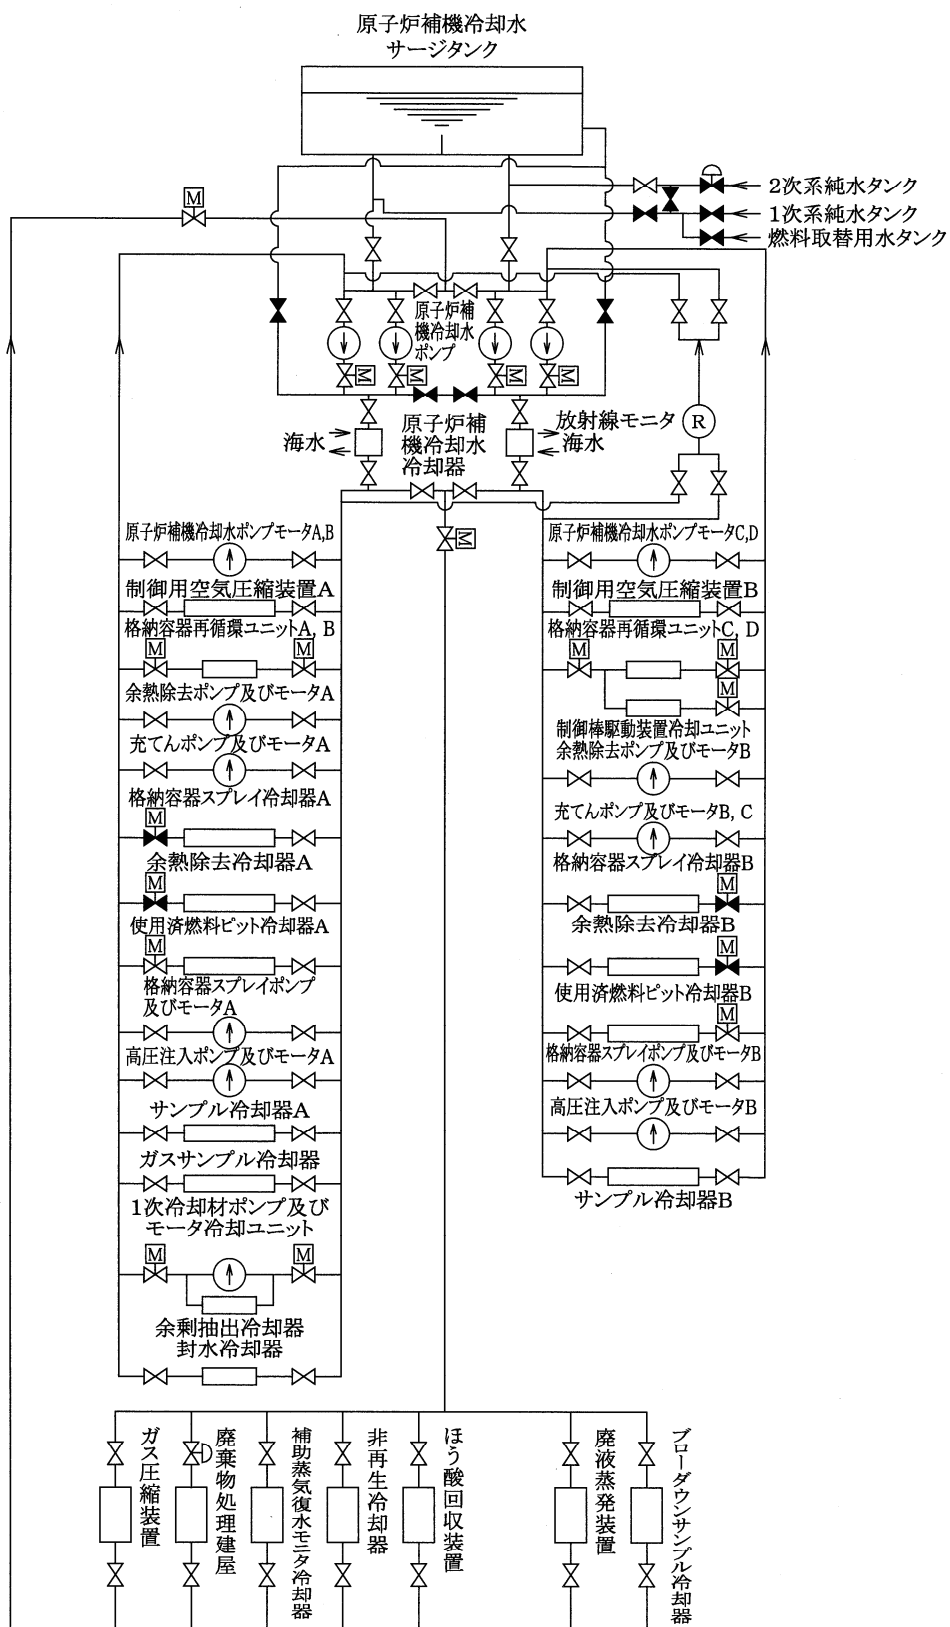 原子炉補機冷却水
サージタンク
M
2次系純水タンク
1次系純水タンク
燃料取替用水タンク
原子炉補
機冷却水
ポンプ
M
M
M
M
海水
原子炉補
機冷却水
冷却器
放射線モニタ
海水
R
M
原子炉補機冷却水ポンプモータA,B
制御用空気圧縮装置A
格納容器再循環ユニットA, B
M
M
余熱除去ポンプ及びモータA
充てんポンプ及びモータA
格納容器スプレイ冷却器A
M
余熱除去冷却器A
M
使用済燃料ピット冷却器A
M
格納容器スプレイポンプ
及びモータA
高圧注入ポンプ及びモータA
サンプル冷却器A
ガスサンプル冷却器
1次冷却材ポンプ及び
モータ冷却ユニット
M
M
余剰抽出冷却器
封水冷却器
原子炉補機冷却水ポンプモータC,D
制御用空気圧縮装置B
格納容器再循環ユニットC, D
M
M
M
制御棒駆動装置冷却ユニット
余熱除去ポンプ及びモータB
充てんポンプ及びモータB, C
格納容器スプレイ冷却器B
M
余熱除去冷却器B
M
使用済燃料ピット冷却器B
M
格納容器スプレイポンプ及びモータB
高圧注入ポンプ及びモータB
サンプル冷却器B
ガス圧縮装置
廃棄物処理建屋
補助蒸気復水モニタ冷却器
非再生冷却器
ほう酸回収装置
廃液蒸発装置
ブローダウンサンプル冷却器